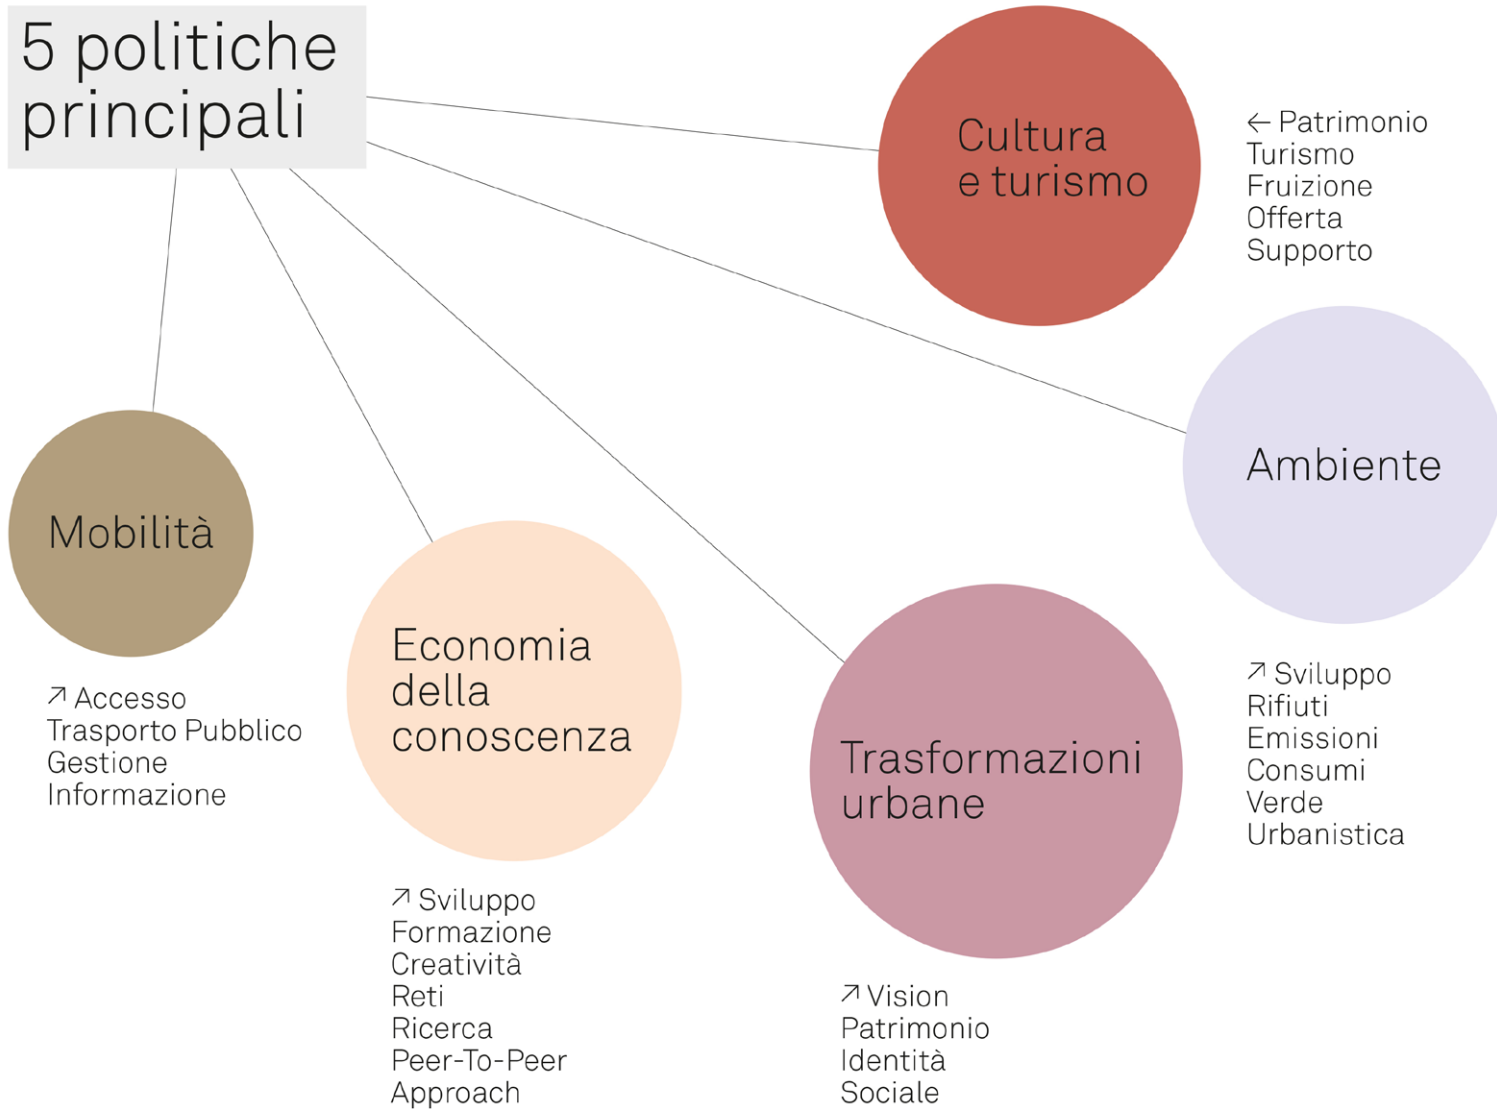 5 politiche
principali
Cultura
e turismo
← Patrimonio
Turismo
Fruizione
Offerta
Supporto
Ambiente
↗ Sviluppo
Rifiuti
Emissioni
Consumi
Verde
Urbanistica
Mobilità
↗ Accesso
Trasporto Pubblico
Gestione
Informazione
Economia
della
conoscenza
↗ Sviluppo
Formazione
Creatività
Reti
Ricerca
Peer-To-Peer
Approach
Trasformazioni
urbane
↗ Vision
Patrimonio
Identità
Sociale